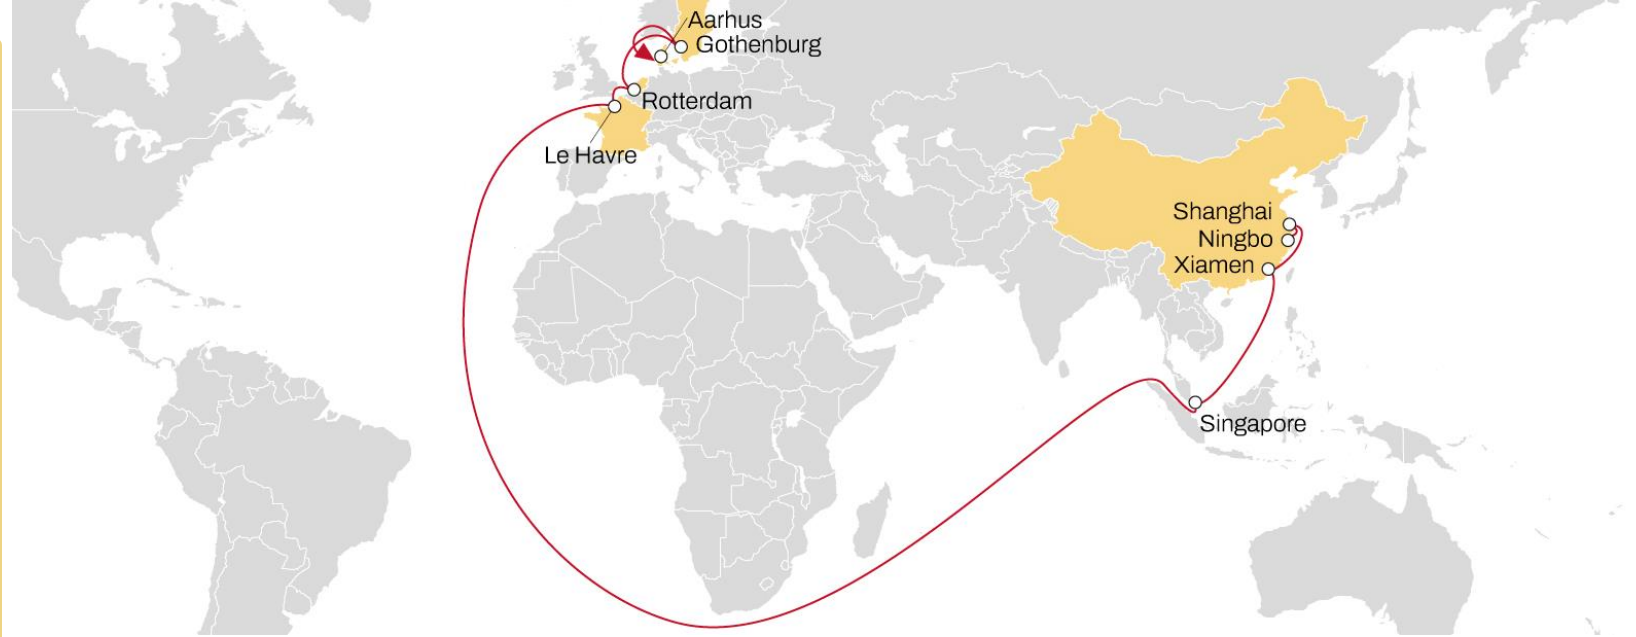 Aarhus
Gothenburg
Rotterdam
Le Havre
Shanghai
Ningbo
Xiamen
Singapore